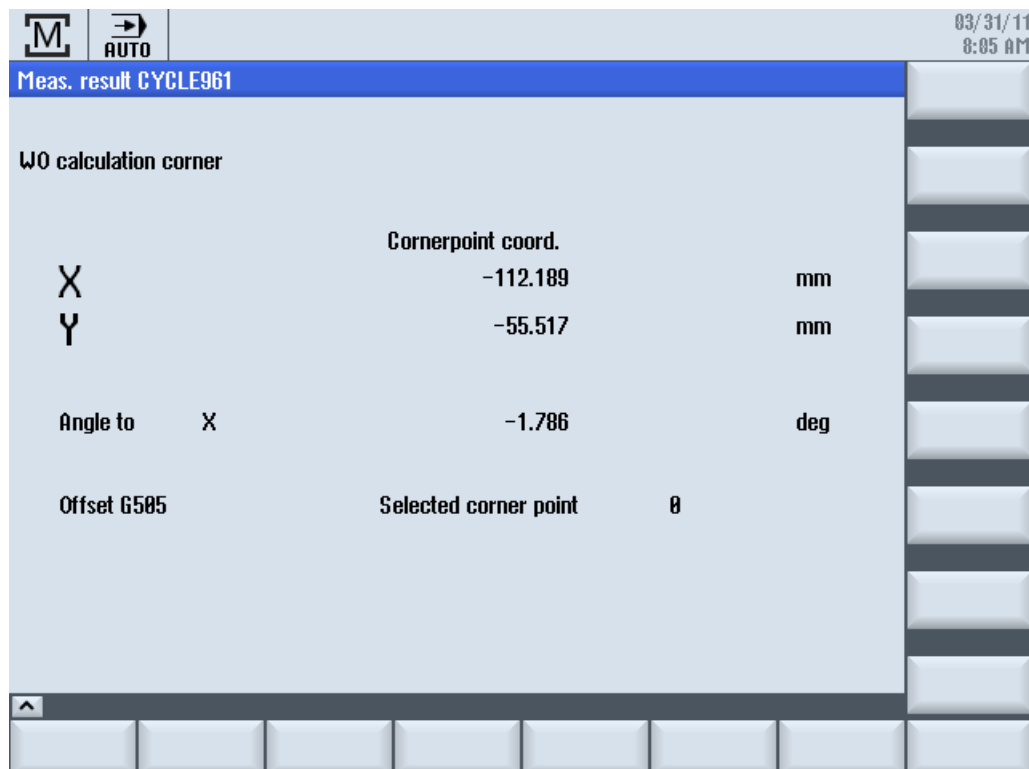 M AUTO 03/31/11
8:05 AM
Meas. result CYCLE961
WO calculation corner
Cornerpoint coord.
X -112.189 mm
Y -55.517 mm
Angle to X -1.786 deg
Offset G505 Selected corner point 0